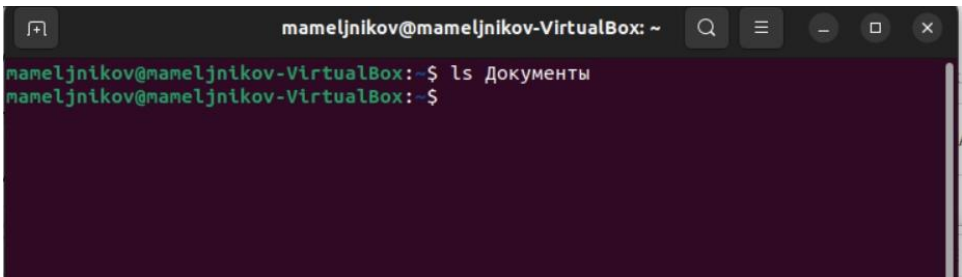 mameljnikov@mameljnikov-VirtualBox: ~
mameljnikov@mameljnikov-VirtualBox:~$ ls Документы
mameljnikov@mameljnikov-VirtualBox:~$